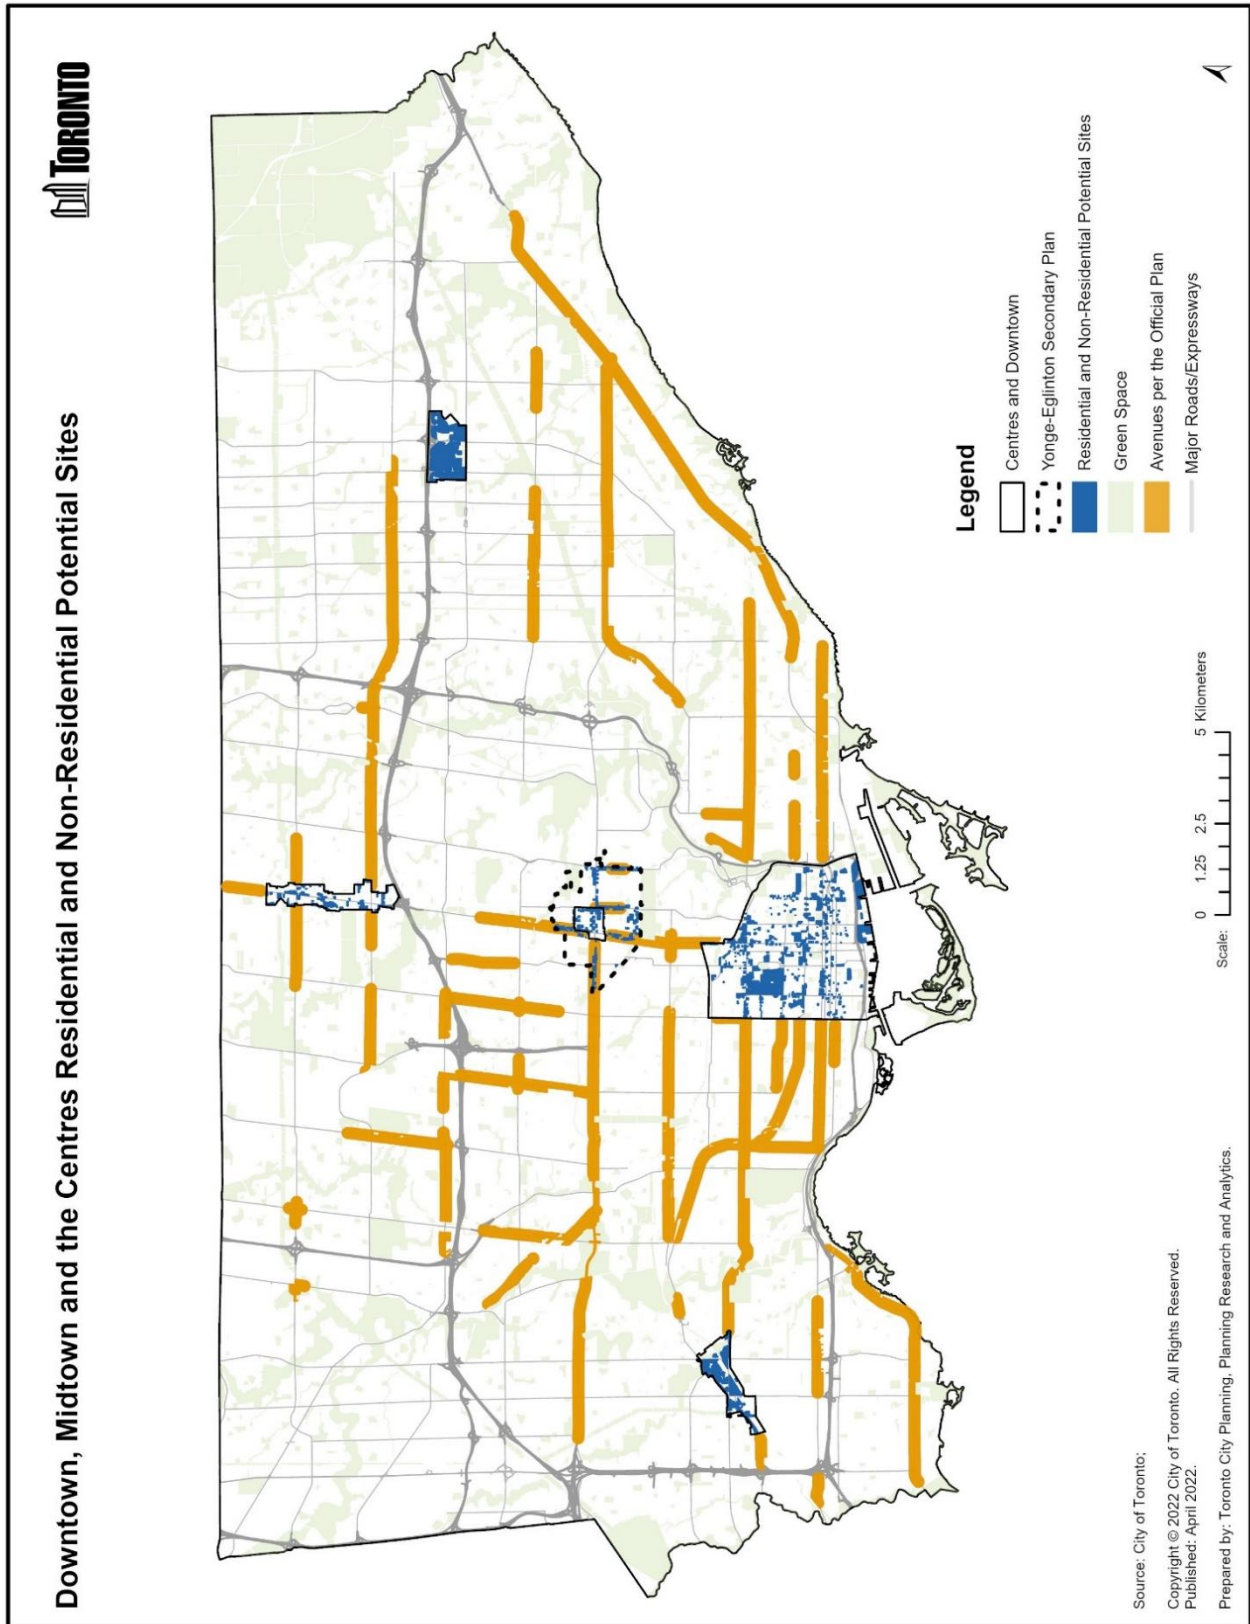 Downtown, Midtown and the Centres Residential and Non-Residential Potential Sites
TORONTO
Legend
Centres and Downtown
Yonge-Eglinton Secondary Plan
Residential and Non-Residential Potential Sites
Green Space
Avenues per the Official Plan
Major Roads/Expressways
Scale:
0 1.25 2.5 5 Kilometers
Source: City of Toronto;
Copyright © 2022 City of Toronto. All Rights Reserved.
Published: April 2022.
Prepared by: Toronto City Planning, Planning Research and Analytics.